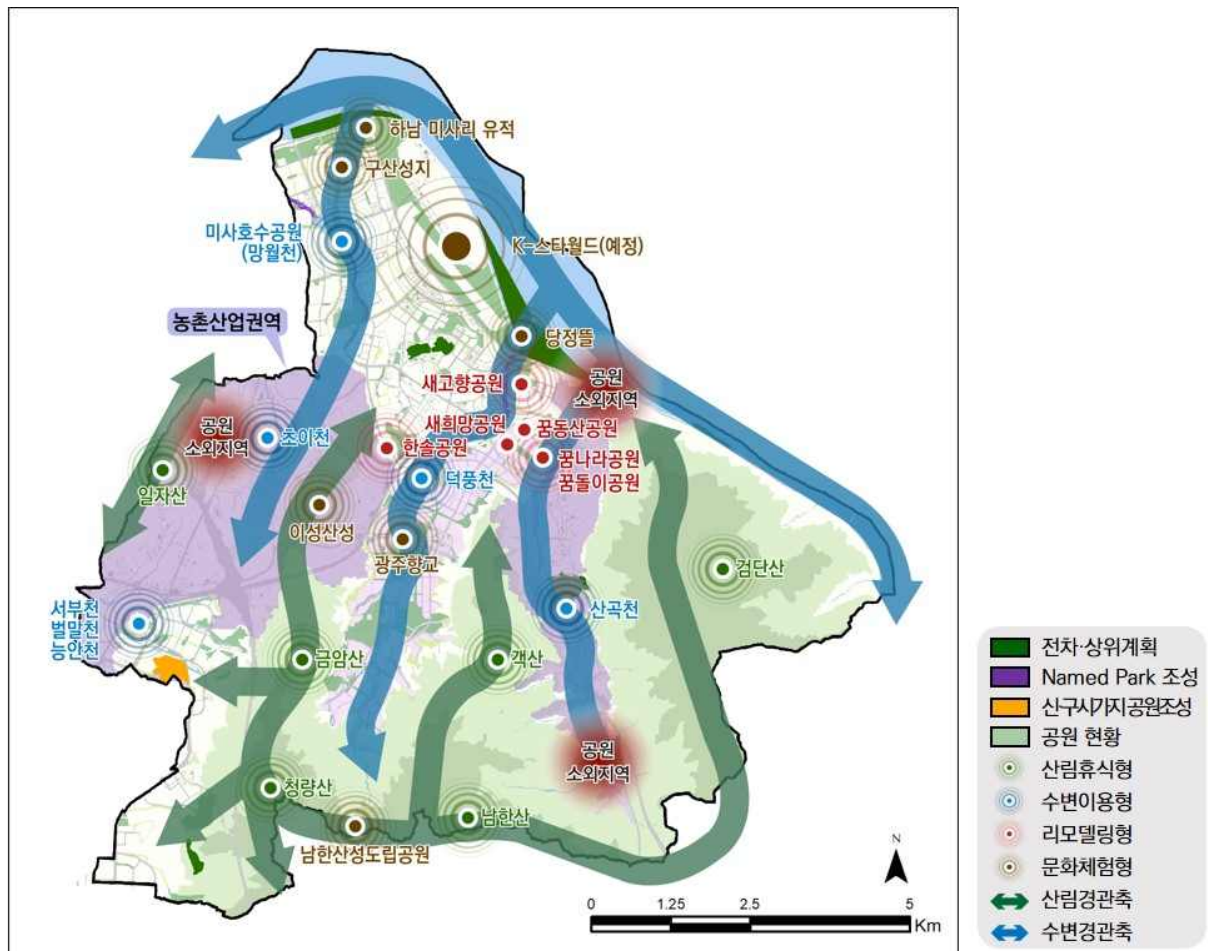 하남 미사리 유적
구산성지
미사호수공원
(망월천)
K-스타월드(예정)
농촌산업권역
당정뜰
새고향공원
공원
소외지역
새희망공원
꿈동산공원
공원
소외지역
초이천
한솔공원
꿈나라공원
꿈돌이공원
일자산
덕풍천
이성산성
광주향교
검단산
서부천
벌말천
능안천
산곡천
금암산
객산
공원
소외지역
청량산
남한산
남한산성도립공원
N
0 1.25 2.5 5
Km
전차·상위계획
Named Park 조성
신구시가지 공원조성
공원 현황
산림휴식형
수변이용형
리모델링형
문화체험형
산림경관축
수변경관축